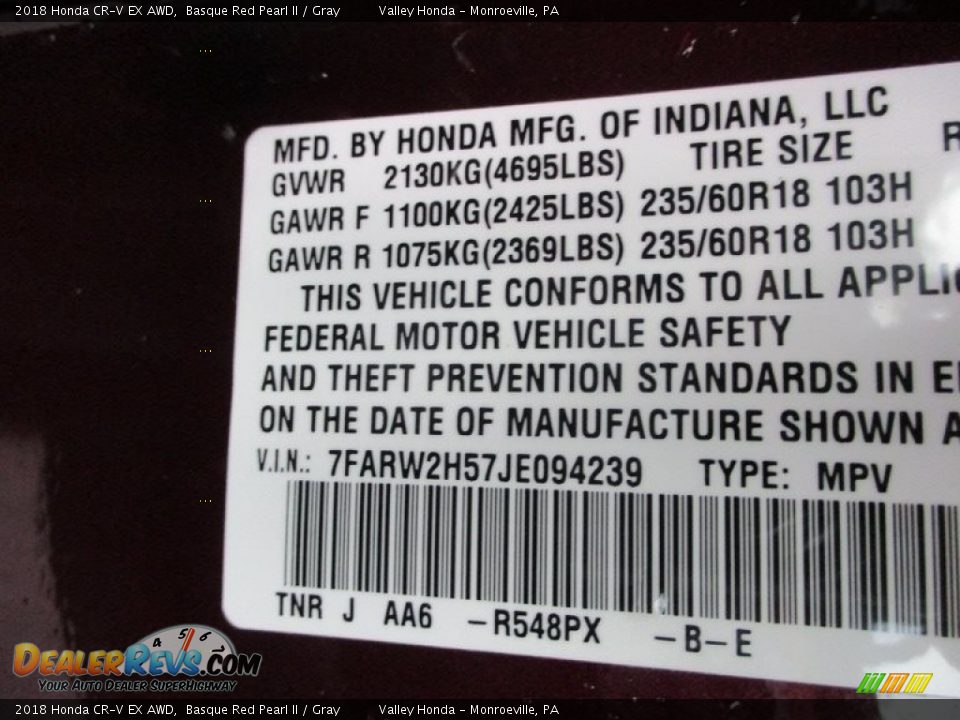 2018 Honda CR-V EX AWD, Basque Red Pearl II / Gray Valley Honda - Monroeville, PA
MFD. BY HONDA MFG. OF INDIANA, LLC
GVWR 2130KG(4695LBS) TIRE SIZE R
GAWR F 1100KG(2425LBS) 235/60R18 103H
GAWR R 1075KG(2369LBS) 235/60R18 103H
THIS VEHICLE CONFORMS TO ALL APPLIC
FEDERAL MOTOR VEHICLE SAFETY
AND THEFT PREVENTION STANDARDS IN E
ON THE DATE OF MANUFACTURE SHOWN A
V.I.N.: 7FARW2H57JE094239 TYPE: MPV
TNR J AA6 -R548PX -B-E
4 5 6
DEALERREVS.COM
YOUR AUTO DEALER SUPERHIGHWAY
2018 Honda CR-V EX AWD, Basque Red Pearl II / Gray Valley Honda - Monroeville, PA